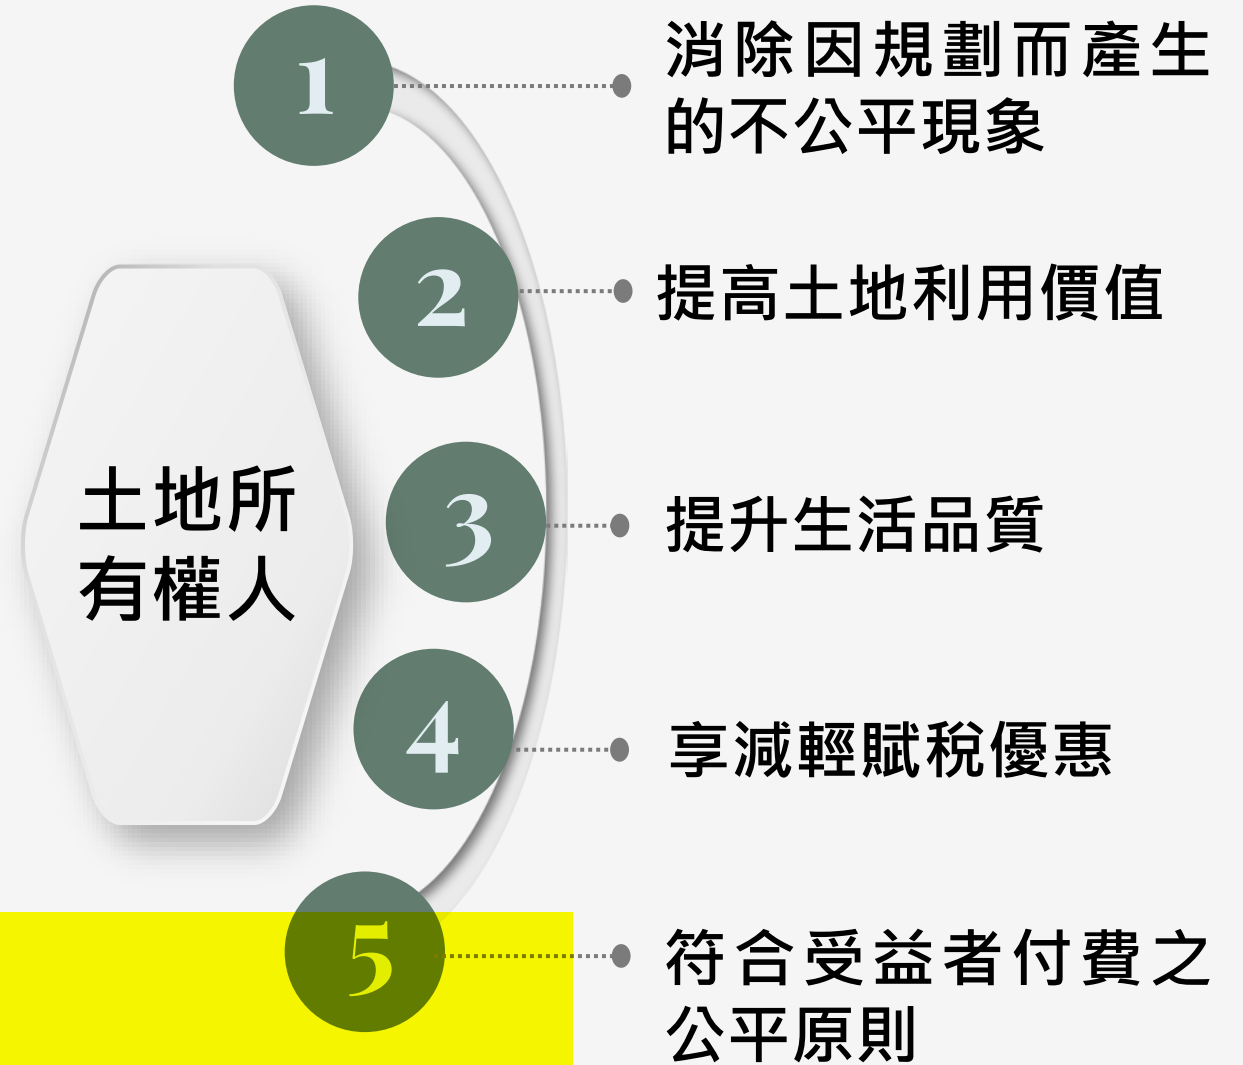 土地所
有權人
1
消除因規劃而產生
的不公平現象
2
提高土地利用價值
3
提升生活品質
4
享減輕賦稅優惠
5
符合受益者付費之
公平原則